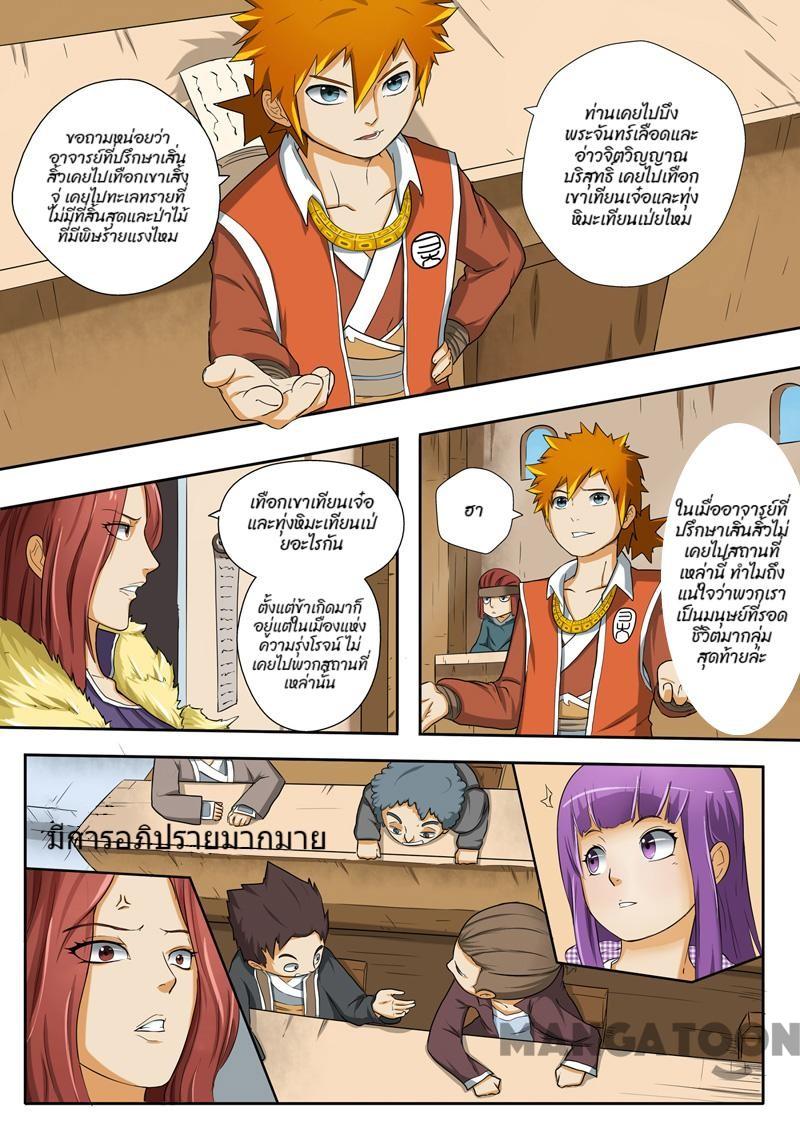 ขอถามหน่อยว่า
อาจารย์ที่ปรึกษาเสิ่น
สิ้วเคยไปเทือกเขาเสิ้ง
จู่ เคยไปทะเลทรายที่
ไม่มีที่สิ้นสุดและป่าไม้
ที่มีพิษร้ายแรงไหม
ท่านเคยไปบึง
พระจันทร์เลือดและ
อ่าวจิตวิญญาณ
บริสุทธิ์ เคยไปเทือก
เขาเทียนเจ๋อและทุ่ง
หิมะเทียนเป่ยไหม
เทือกเขาเทียนเจ๋อ
และทุ่งหิมะเทียนเป่
ยอะไรกัน
ตั้งแต่ข้าเกิดมาก็
อยู่แต่ในเมืองแห่ง
ความรุ่งโรจน์ ไม่
เคยไปพวกสถานที่
เหล่านั้น
ฮา
ในเมื่ออาจารย์ที่
ปรึกษาเสิ่นสิ้วไม่
เคยไปสถานที่
เหล่านี้ ทำไมถึง
แน่ใจว่าพวกเรา
เป็นมนุษย์ที่รอด
ชีวิตมากลุ่ม
สุดท้ายล่ะ
มีการอภิปรายมากมาย
MANGATOON